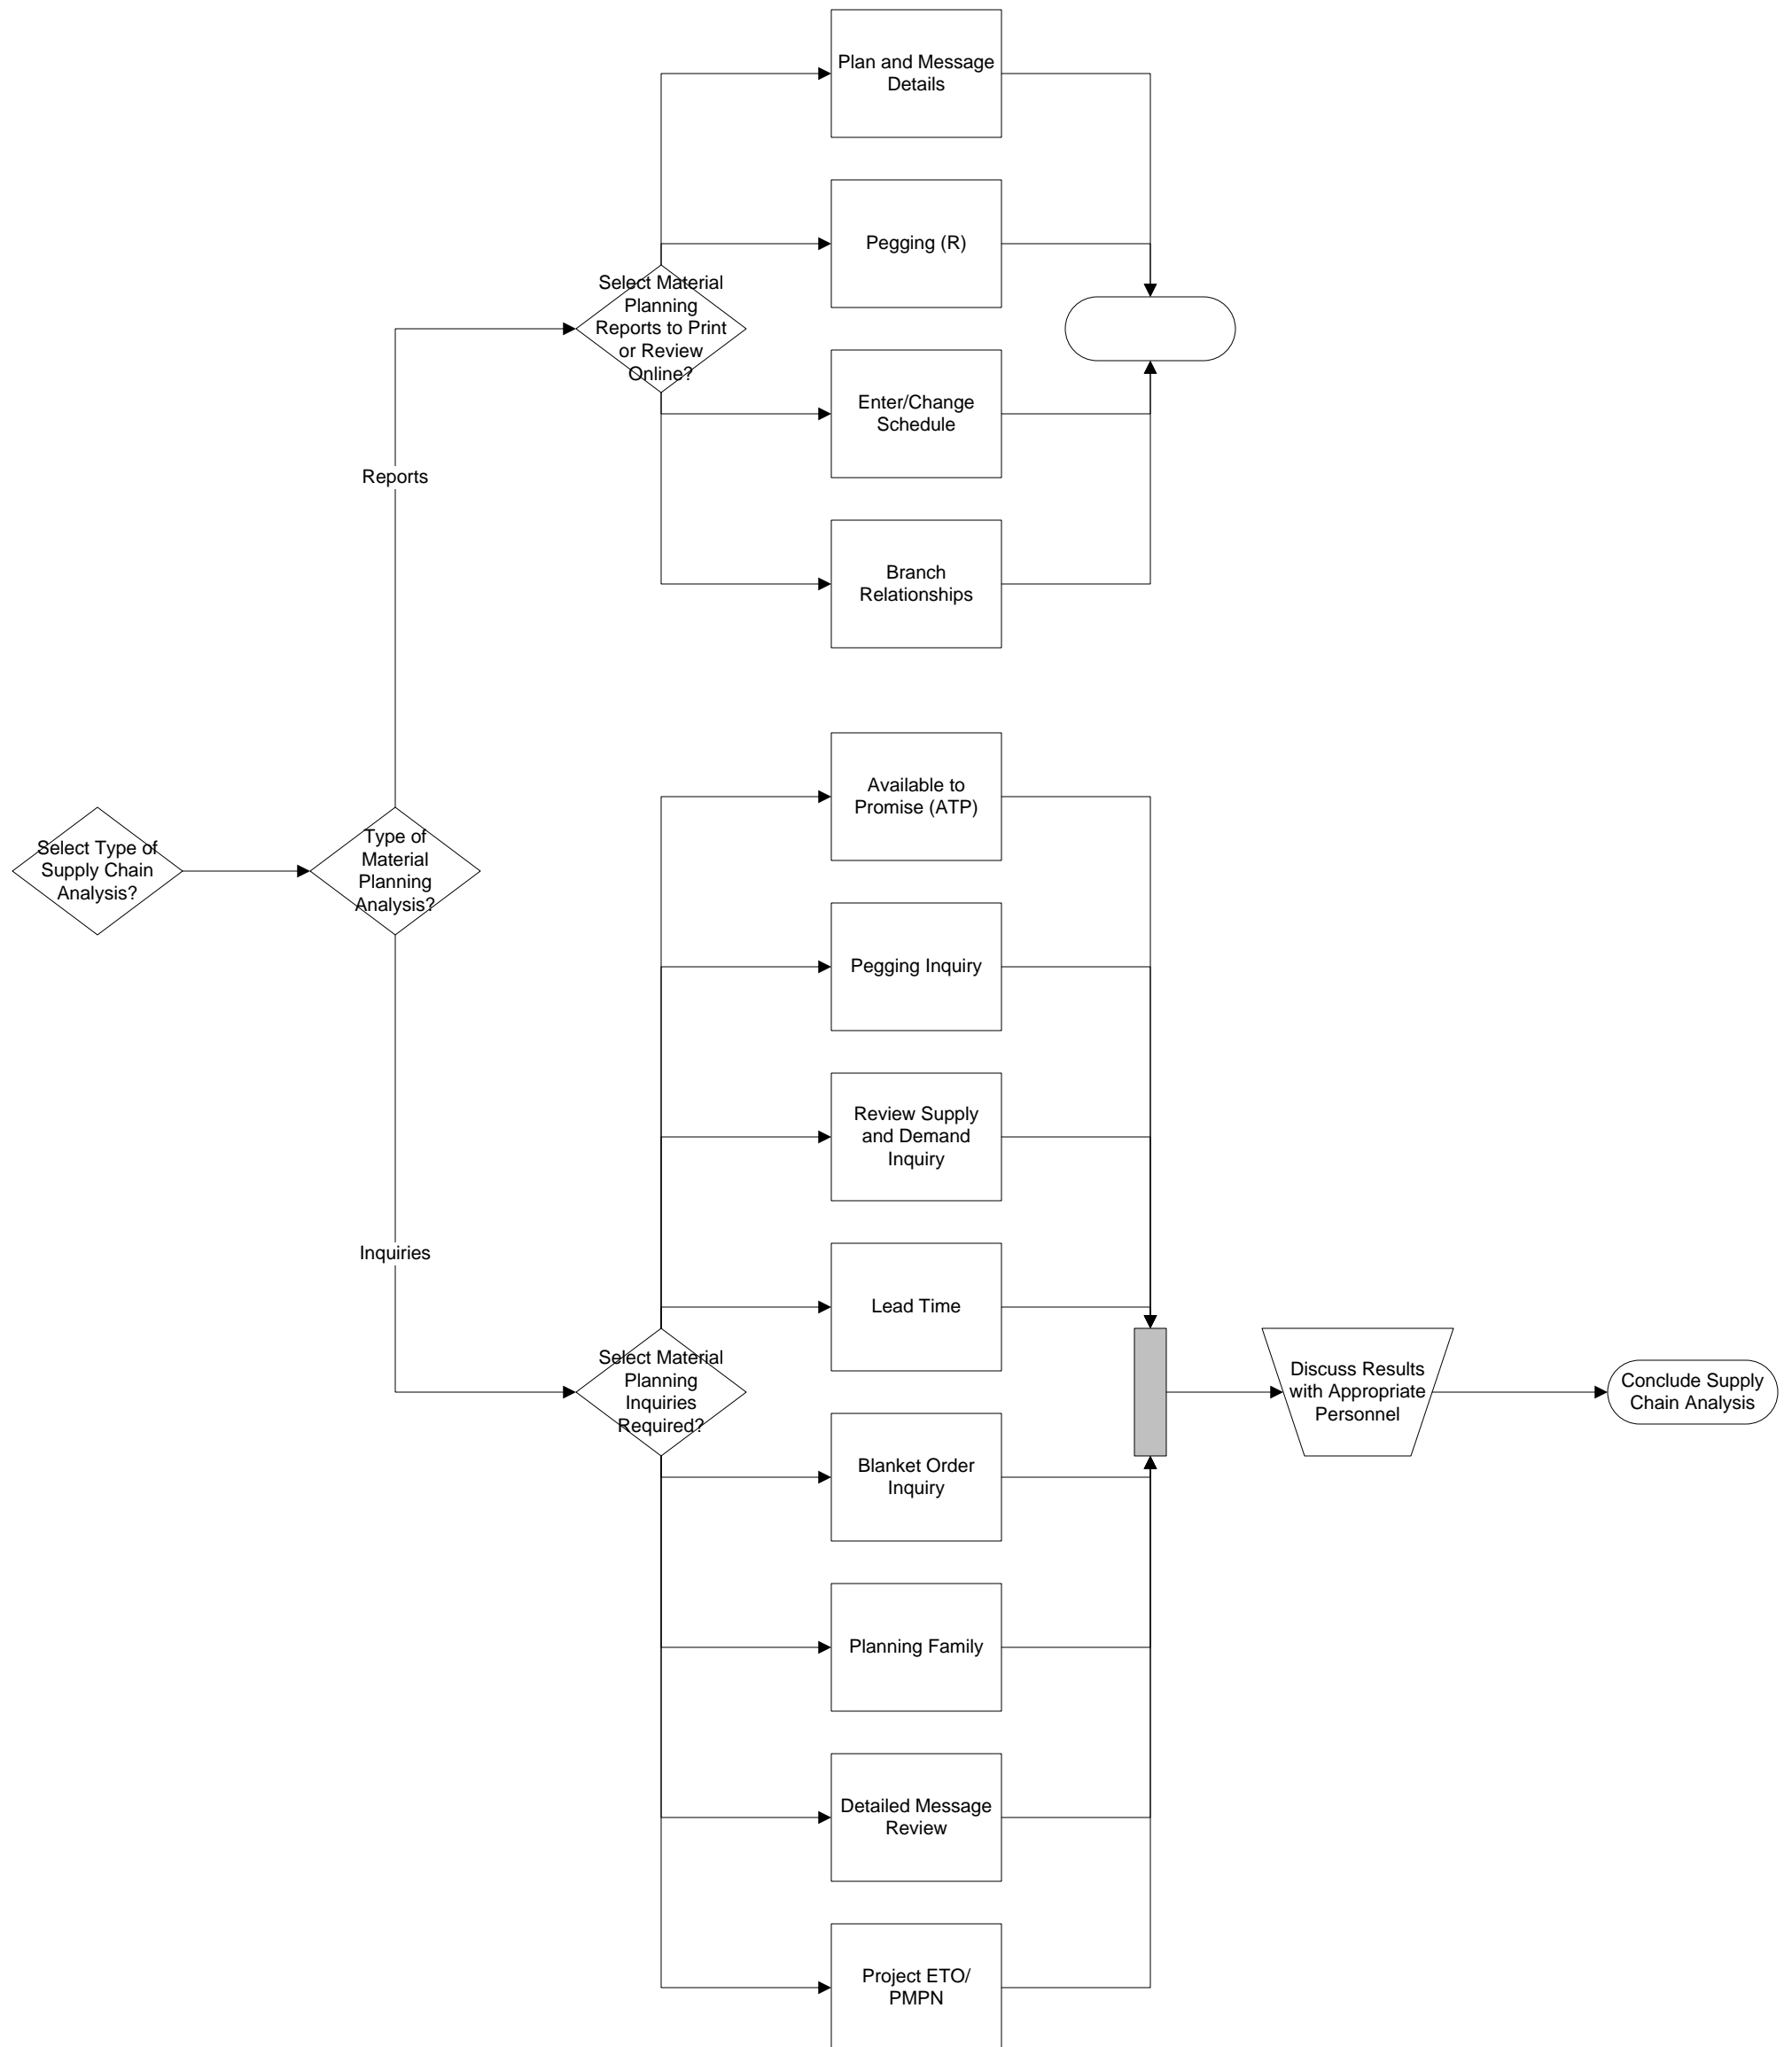 Plan and Message
Details
Pegging (R)
Select Material
Planning
Reports to Print
or Review
Online?
Enter/Change
Schedule
Reports
Branch
Relationships
Available to
Promise (ATP)
Select Type of
Supply Chain
Analysis?
Type of
Material
Planning
Analysis?
Pegging Inquiry
Review Supply
and Demand
Inquiry
Inquiries
Lead Time
Select Material
Planning
Inquiries
Required?
Discuss Results
with Appropriate
Personnel
Conclude Supply
Chain Analysis
Blanket Order
Inquiry
Planning Family
Detailed Message
Review
Project ETO/
PMPN